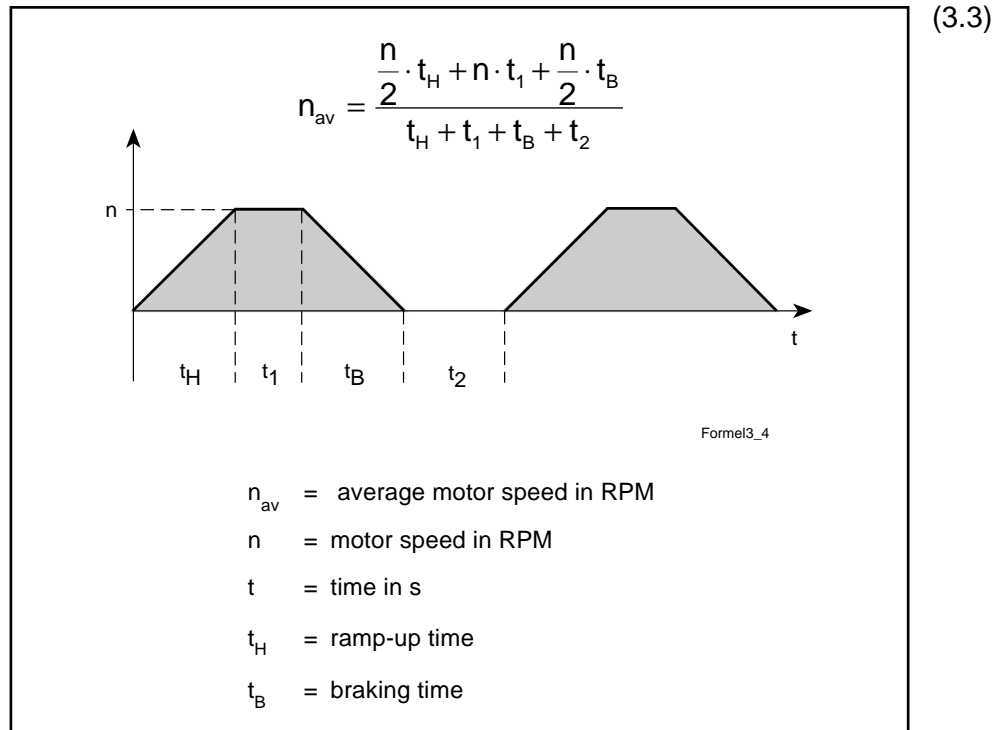 (3.3)
n_av = (n/2 · t_H + n · t_1 + n/2 · t_B) / (t_H + t_1 + t_B + t_2)
n
t
t_H t_1 t_B t_2
Formel3_4
n_av = average motor speed in RPM
n = motor speed in RPM
t = time in s
t_H = ramp-up time
t_B = braking time